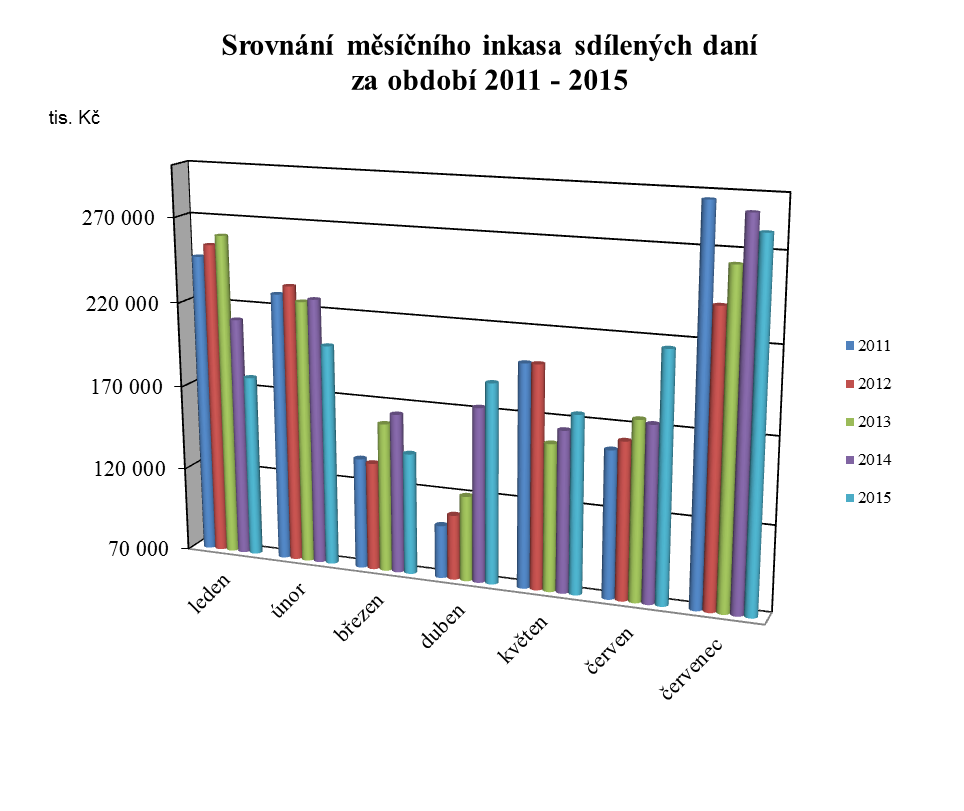 Srovnání měsíčního inkasa sdílených daní
za období 2011 - 2015
tis. Kč
270 000
220 000
170 000
120 000
70 000
leden
únor
březen
duben
květen
červen
červenec
2011
2012
2013
2014
2015